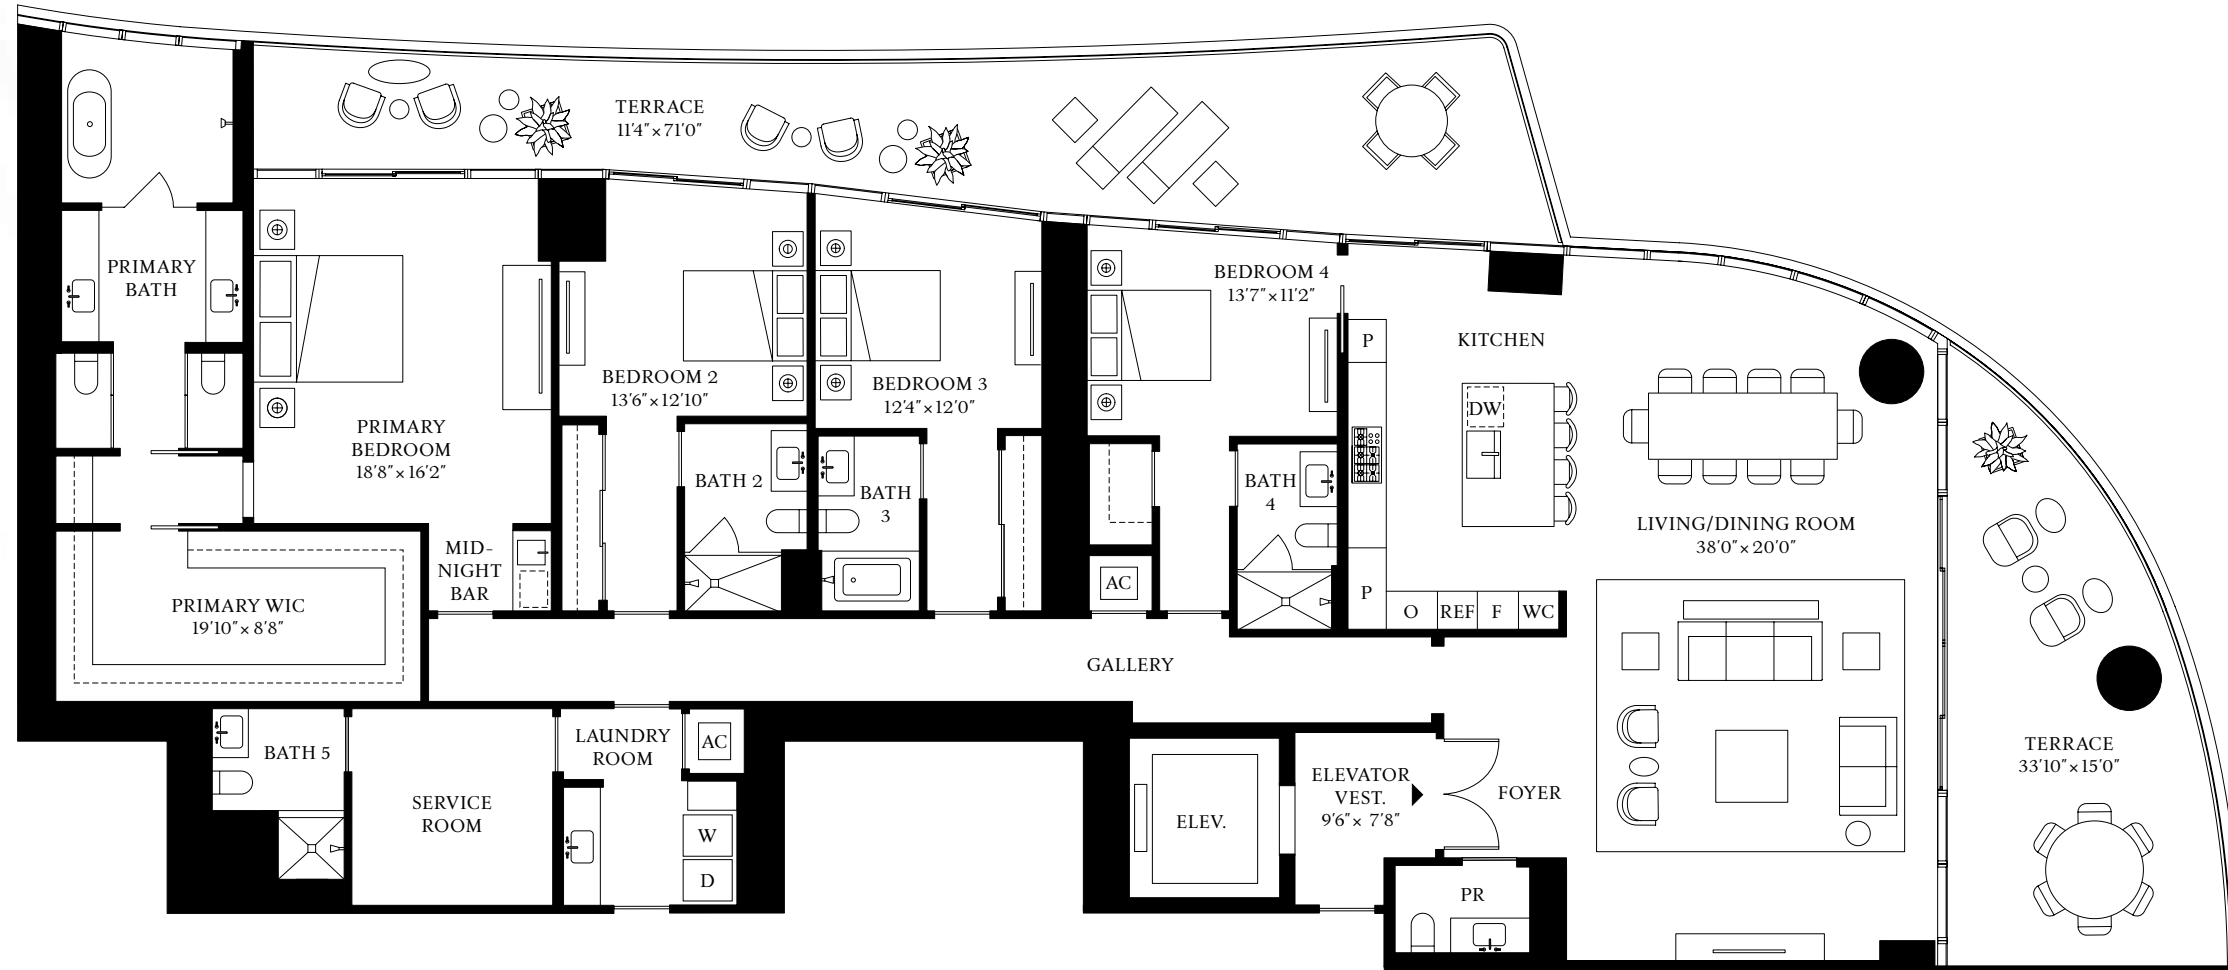 TERRACE
11'4"×71'0"
PRIMARY
BATH
PRIMARY
BEDROOM
18'8"×16'2"
BEDROOM 2
13'6"×12'10"
BEDROOM 3
12'4"×12'0"
BEDROOM 4
13'7"×11'2"
KITCHEN
P
DW
BATH 2
BATH
3
BATH
4
LIVING/DINING ROOM
38'0"×20'0"
MID-
NIGHT
BAR
AC
P
O
REF
F
WC
PRIMARY WIC
19'10"×8'8"
GALLERY
BATH 5
SERVICE
ROOM
LAUNDRY
ROOM
AC
W
D
ELEV.
ELEVATOR
VEST.
9'6"× 7'8"
FOYER
PR
TERRACE
33'10"×15'0"